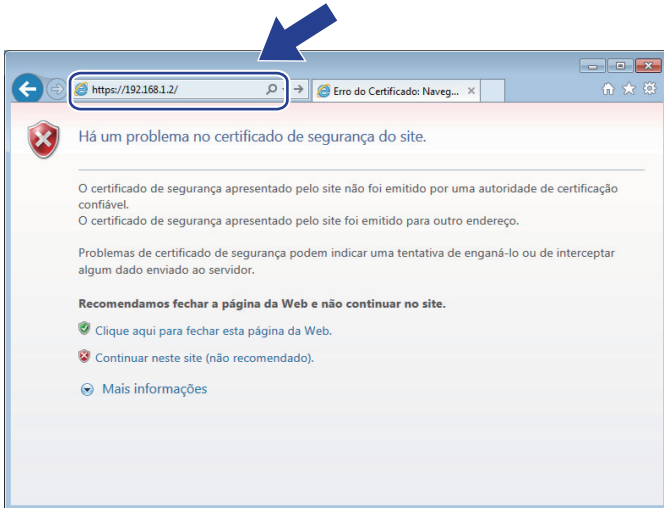 https://192.168.1.2/
Erro do Certificado: Naveg...
Há um problema no certificado de segurança do site.
O certificado de segurança apresentado pelo site não foi emitido por uma autoridade de certificação
confiável.
O certificado de segurança apresentado pelo site foi emitido para outro endereço.
Problemas de certificado de segurança podem indicar uma tentativa de enganá-lo ou de interceptar
algum dado enviado ao servidor.
Recomendamos fechar a página da Web e não continuar no site.
Clique aqui para fechar esta página da Web.
Continuar neste site (não recomendado).
Mais informações